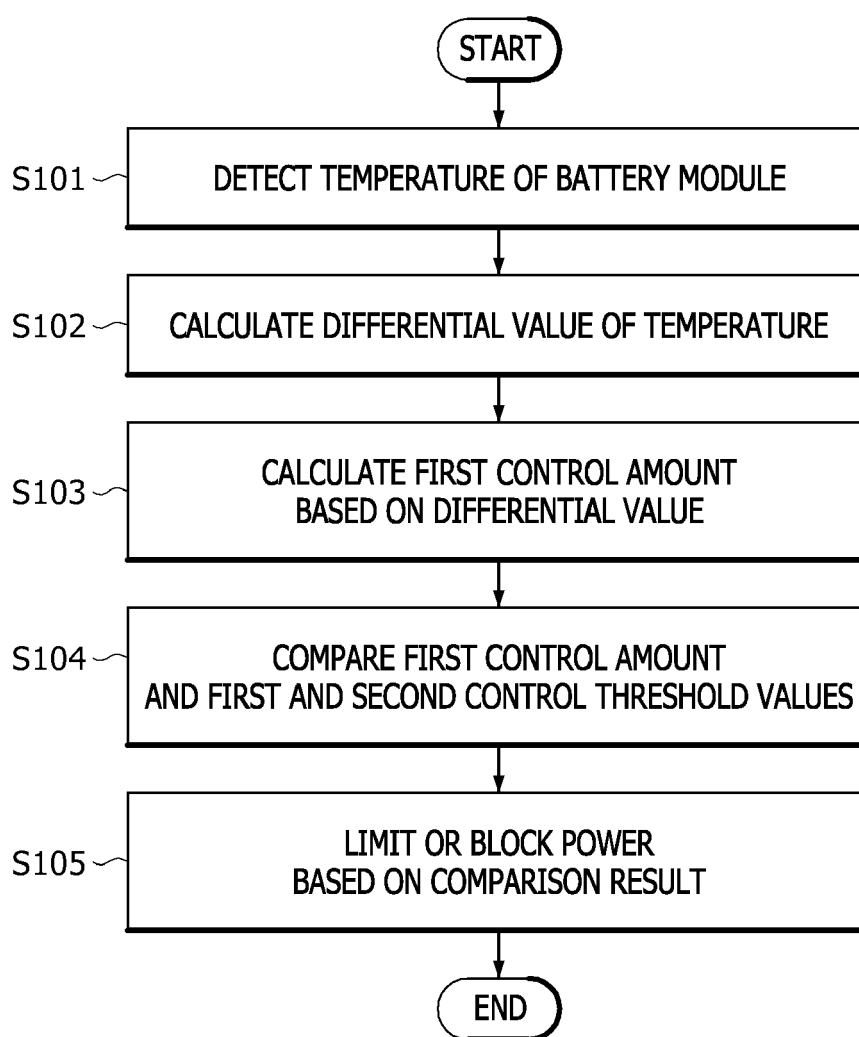 START
S101
DETECT TEMPERATURE OF BATTERY MODULE
S102
CALCULATE DIFFERENTIAL VALUE OF TEMPERATURE
S103
CALCULATE FIRST CONTROL AMOUNT
BASED ON DIFFERENTIAL VALUE
S104
COMPARE FIRST CONTROL AMOUNT
AND FIRST AND SECOND CONTROL THRESHOLD VALUES
S105
LIMIT OR BLOCK POWER
BASED ON COMPARISON RESULT
END